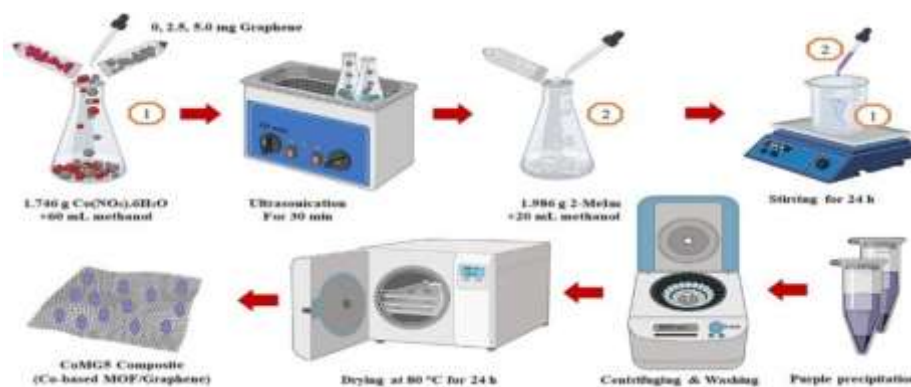 0, 2.5, 5.0 mg Graphene
1
2
2
1
1.746 g Co(NO₃).6H₂O
+60 mL methanol
Ultrasonication
For 30 min
1.986 g 2-MeIm
+20 mL methanol
Stirring for 24 h
CoMG5 Composite
(Co-based MOF/Graphene)
Drying at 80 °C for 24 h
Centrifuging & Washing
Purple precipitation